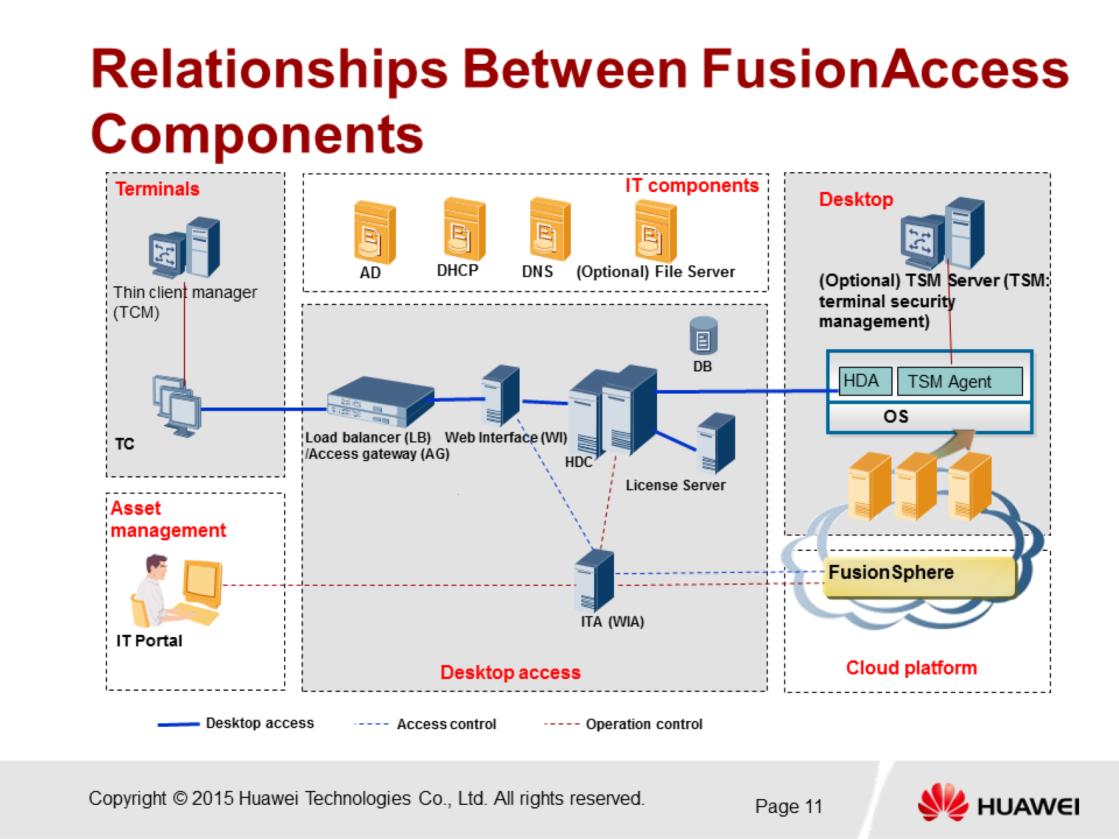 Relationships Between FusionAccess
Components
Terminals
Thin client manager
(TCM)
TC
IT components
AD
DHCP
DNS
(Optional) File Server
Desktop
(Optional) TSM Server (TSM:
terminal security
management)
HDA
TSM Agent
OS
DB
Load balancer (LB)
/Access gateway (AG)
Web Interface (WI)
HDC
License Server
Asset
management
IT Portal
ITA (WIA)
Desktop access
FusionSphere
Cloud platform
Desktop access
Access control
Operation control
Copyright © 2015 Huawei Technologies Co., Ltd. All rights reserved.
Page 11
HUAWEI